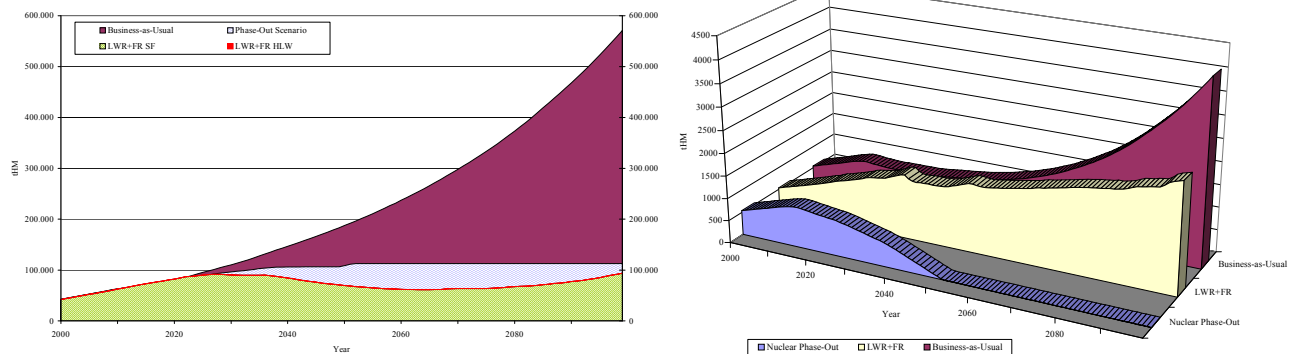 600.000
500.000
400.000
300.000
200.000
100.000
0
tHM
Business-as-Usual
Phase-Out Scenario
LWR+FR SF
LWR+FR HLW
600.000
500.000
400.000
300.000
200.000
100.000
0
2000
2020
2040
2060
2080
Year
4500
4000
3500
3000
2500
2000
1500
1000
500
0
tHM
2000
2020
2040
2060
2080
Year
Business-as-Usual
LWR+FR
Nuclear Phase-Out
Nuclear Phase-Out
LWR+FR
Business-as-Usual